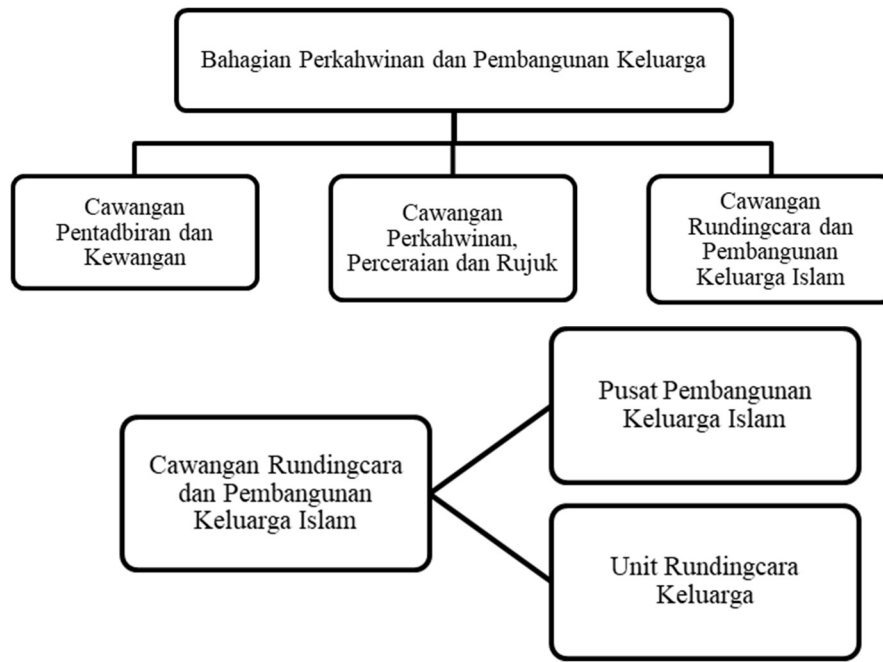 Bahagian Perkahwinan dan Pembangunan Keluarga
Cawangan
Pentadbiran dan
Kewangan
Cawangan
Perkahwinan,
Perceraian dan Rujuk
Cawangan
Rundingcara dan
Pembangunan
Keluarga Islam
Cawangan Rundingcara
dan Pembangunan
Keluarga Islam
Pusat Pembangunan
Keluarga Islam
Unit Rundingcara
Keluarga